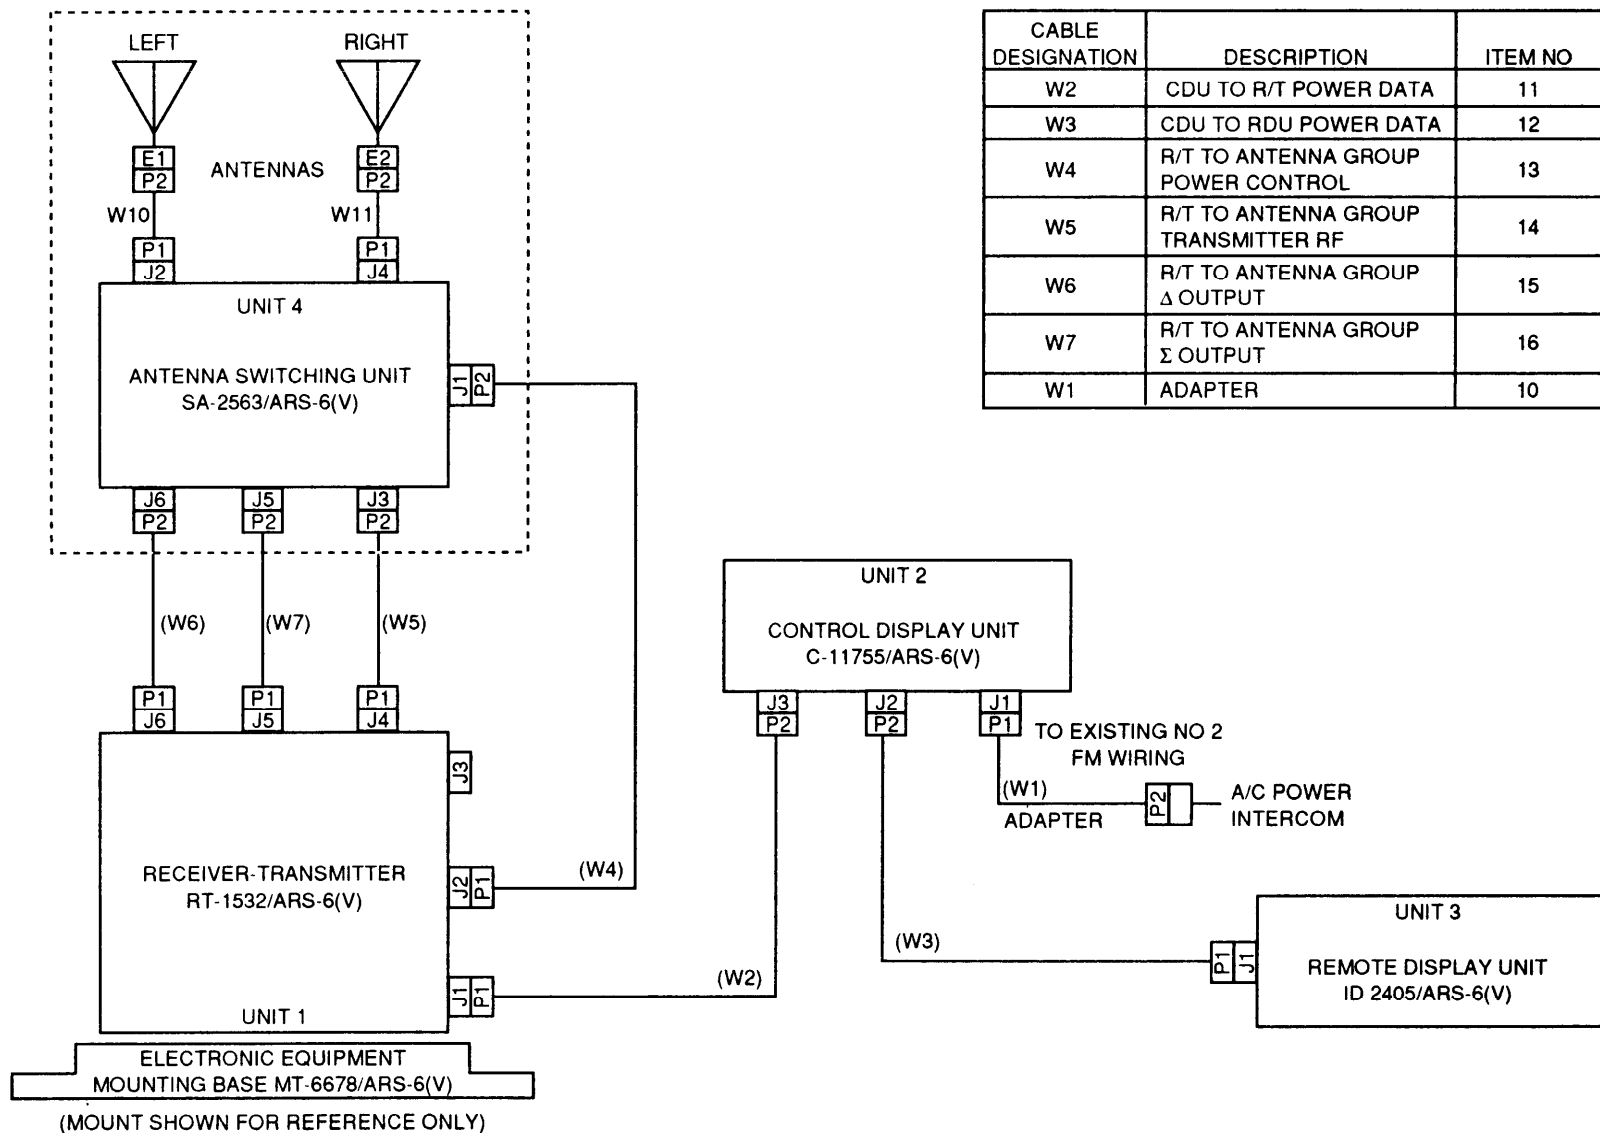 LEFT
RIGHT
E1
P2
ANTENNAS
E2
P2
W10
W11
P1
J2
P1
J4
UNIT 4
ANTENNA SWITCHING UNIT
SA-2563/ARS-6(V)
J1
P2
J6
P2
J5
P2
J3
P2
(W6)
(W7)
(W5)
P1
J6
P1
J5
P1
J4
J3
RECEIVER-TRANSMITTER
RT-1532/ARS-6(V)
J2
P1
(W4)
J1
P1
(W2)
UNIT 1
ELECTRONIC EQUIPMENT
MOUNTING BASE MT-6678/ARS-6(V)
(MOUNT SHOWN FOR REFERENCE ONLY)
CABLE DESIGNATION DESCRIPTION ITEM NO
W2 CDU TO R/T POWER DATA 11
W3 CDU TO RDU POWER DATA 12
W4 R/T TO ANTENNA GROUP POWER CONTROL 13
W5 R/T TO ANTENNA GROUP TRANSMITTER RF 14
W6 R/T TO ANTENNA GROUP Δ OUTPUT 15
W7 R/T TO ANTENNA GROUP Σ OUTPUT 16
W1 ADAPTER 10
UNIT 2
CONTROL DISPLAY UNIT
C-11755/ARS-6(V)
J3
P2
J2
P2
J1
P1
TO EXISTING NO 2
FM WIRING
(W1)
ADAPTER
P2
A/C POWER
INTERCOM
(W3)
P1
J1
UNIT 3
REMOTE DISPLAY UNIT
ID 2405/ARS-6(V)